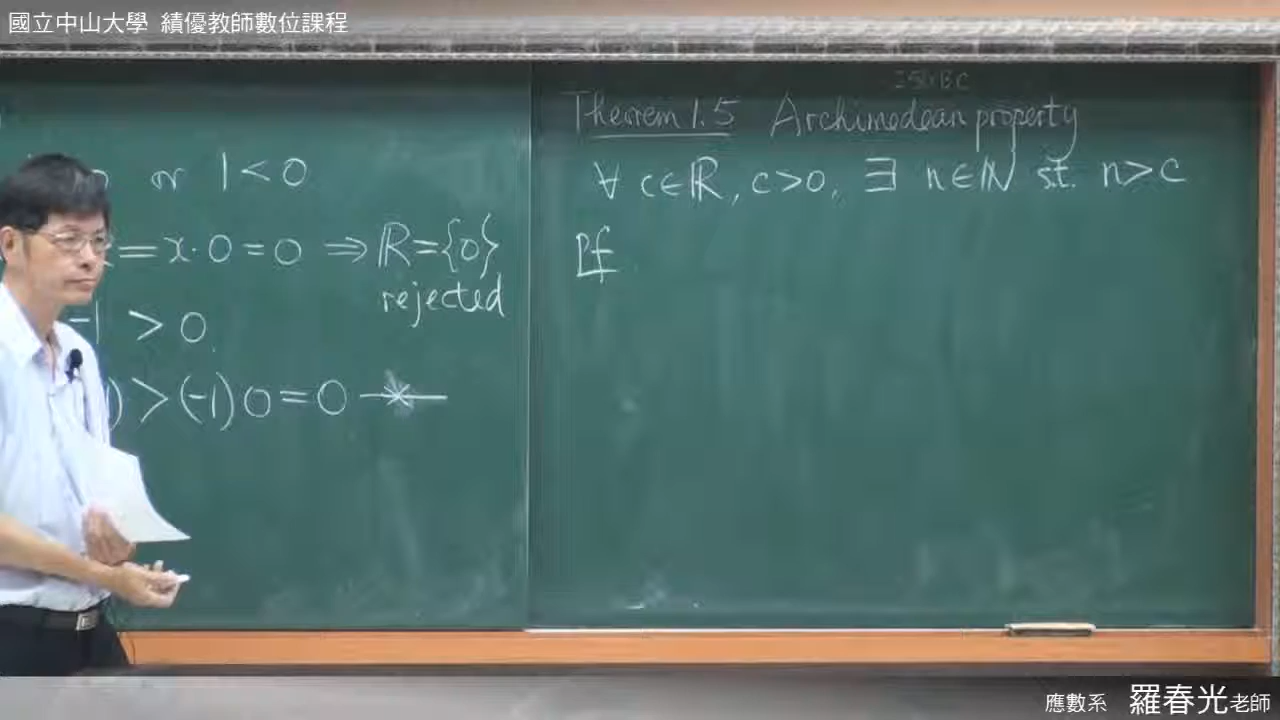 國立中山大學 績優教師數位課程
or 1<0
=x·0=0 ⇒ ℝ={0}
rejected
-1 > 0
) > (-1) 0 = 0
Theorem 1.5 Archimedean property
∀ c∈ℝ, c>0, ∃ n∈ℕ s.t. n>c
Pf
應數系 羅春光老師